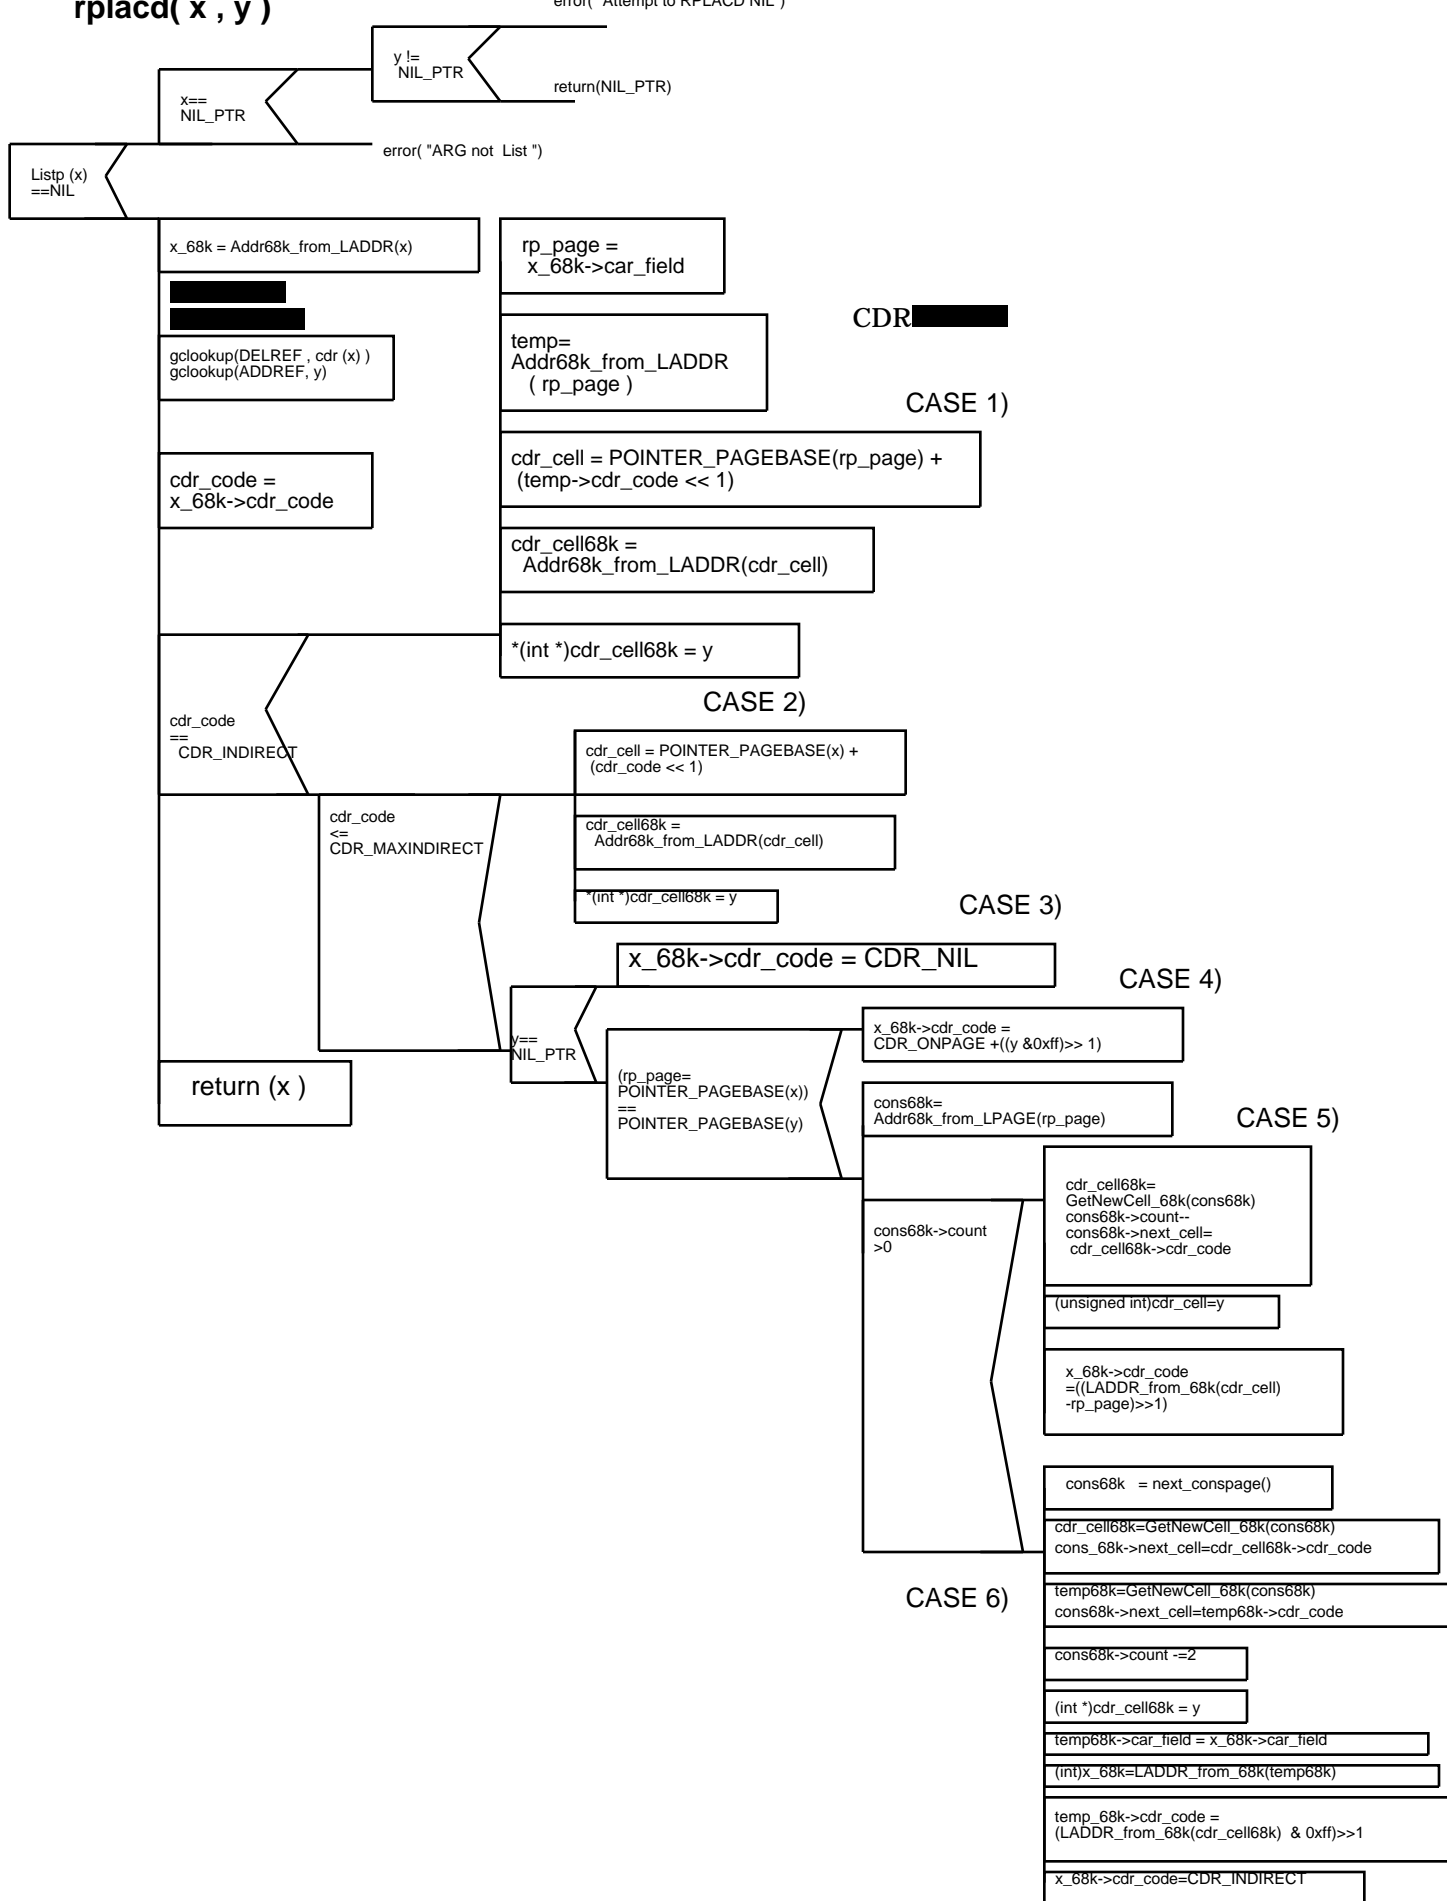 rplacd( x , y )
error( "Attempt to RPLACD NIL")
y !=
NIL_PTR
return(NIL_PTR)
x==
NIL_PTR
error( "ARG not List ")
Listp (x)
==NIL
x_68k = Addr68k_from_LADDR(x)
gclookup(DELREF , cdr (x) )
gclookup(ADDREF, y)
cdr_code =
x_68k->cdr_code
rp_page =
x_68k->car_field
temp=
Addr68k_from_LADDR
( rp_page )
CDR
CASE 1)
cdr_cell = POINTER_PAGEBASE(rp_page) +
(temp->cdr_code << 1)
cdr_cell68k =
Addr68k_from_LADDR(cdr_cell)
*(int *)cdr_cell68k = y
CASE 2)
cdr_code
==
CDR_INDIRECT
cdr_cell = POINTER_PAGEBASE(x) +
(cdr_code << 1)
cdr_code
<=
CDR_MAXINDIRECT
cdr_cell68k =
Addr68k_from_LADDR(cdr_cell)
*(int *)cdr_cell68k = y
CASE 3)
x_68k->cdr_code = CDR_NIL
CASE 4)
y==
NIL_PTR
x_68k->cdr_code =
CDR_ONPAGE +((y &0xff)>> 1)
return (x )
(rp_page=
POINTER_PAGEBASE(x))
==
POINTER_PAGEBASE(y)
cons68k=
Addr68k_from_LPAGE(rp_page)
CASE 5)
cdr_cell68k=
GetNewCell_68k(cons68k)
cons68k->count--
cons68k->next_cell=
cdr_cell68k->cdr_code
cons68k->count
>0
(unsigned int)cdr_cell=y
x_68k->cdr_code
=((LADDR_from_68k(cdr_cell)
-rp_page)>>1)
cons68k = next_conspage()
cdr_cell68k=GetNewCell_68k(cons68k)
cons_68k->next_cell=cdr_cell68k->cdr_code
CASE 6)
temp68k=GetNewCell_68k(cons68k)
cons68k->next_cell=temp68k->cdr_code
cons68k->count -=2
(int *)cdr_cell68k = y
temp68k->car_field = x_68k->car_field
(int)x_68k=LADDR_from_68k(temp68k)
temp_68k->cdr_code =
(LADDR_from_68k(cdr_cell68k) & 0xff)>>1
x_68k->cdr_code=CDR_INDIRECT